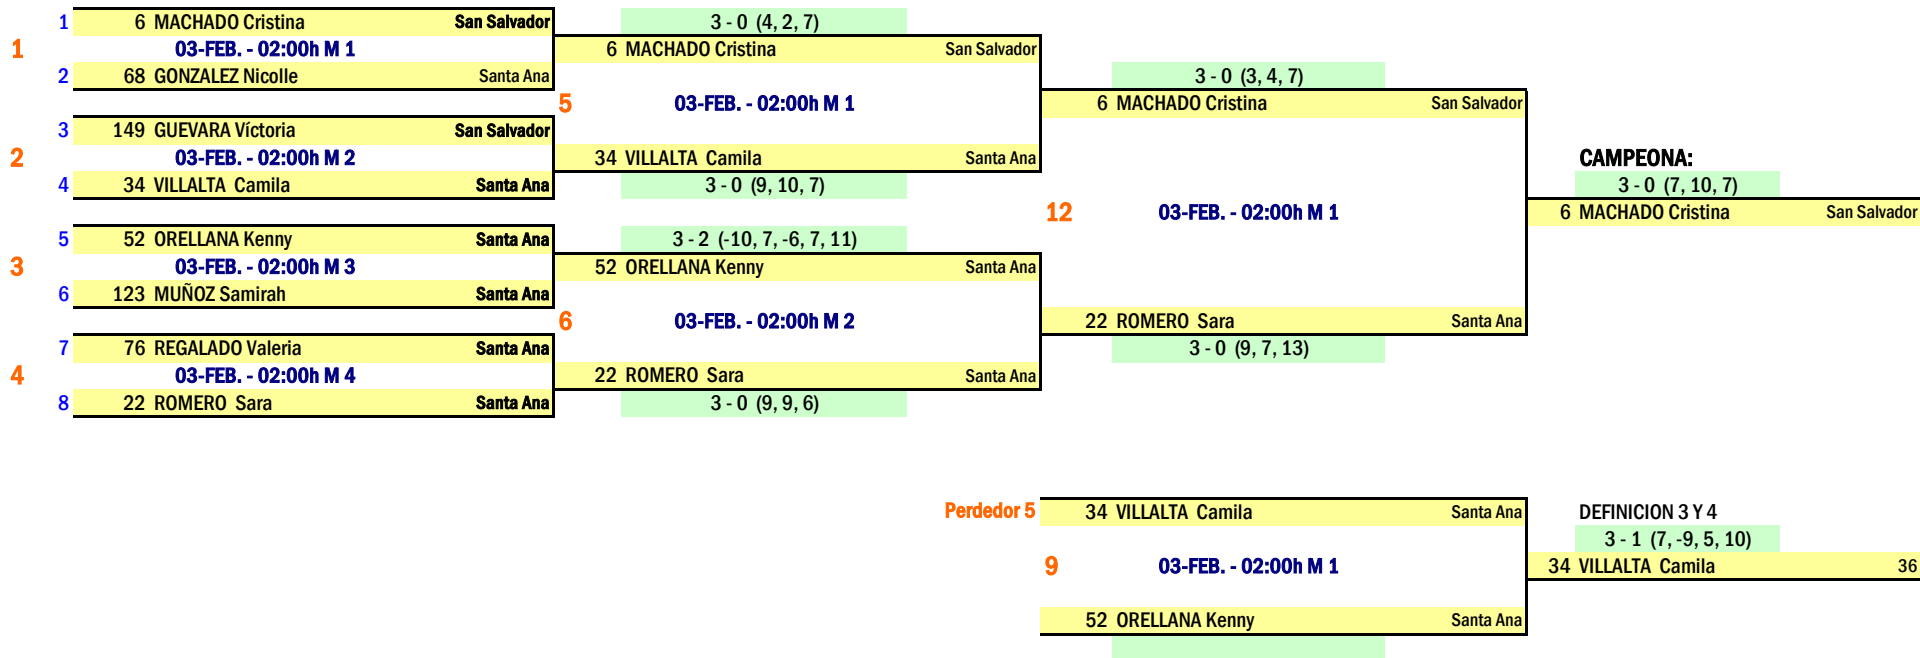 1 6 MACHADO Cristina San Salvador
1 03-FEB. - 02:00h M 1
2 68 GONZALEZ Nicolle Santa Ana
3 149 GUEVARA Víctoria San Salvador
2 03-FEB. - 02:00h M 2
4 34 VILLALTA Camila Santa Ana
5 52 ORELLANA Kenny Santa Ana
3 03-FEB. - 02:00h M 3
6 123 MUÑOZ Samirah Santa Ana
7 76 REGALADO Valeria Santa Ana
4 03-FEB. - 02:00h M 4
8 22 ROMERO Sara Santa Ana
3 - 0 (4, 2, 7)
6 MACHADO Cristina San Salvador
5 03-FEB. - 02:00h M 1
34 VILLALTA Camila Santa Ana
3 - 0 (9, 10, 7)
3 - 2 (-10, 7, -6, 7, 11)
52 ORELLANA Kenny Santa Ana
6 03-FEB. - 02:00h M 2
22 ROMERO Sara Santa Ana
3 - 0 (9, 9, 6)
3 - 0 (3, 4, 7)
6 MACHADO Cristina San Salvador
12 03-FEB. - 02:00h M 1
22 ROMERO Sara Santa Ana
3 - 0 (9, 7, 13)
CAMPEONA:
3 - 0 (7, 10, 7)
6 MACHADO Cristina San Salvador
Perdedor 5 34 VILLALTA Camila Santa Ana
9 03-FEB. - 02:00h M 1
52 ORELLANA Kenny Santa Ana
DEFINICION 3 Y 4
3 - 1 (7, -9, 5, 10)
34 VILLALTA Camila 36